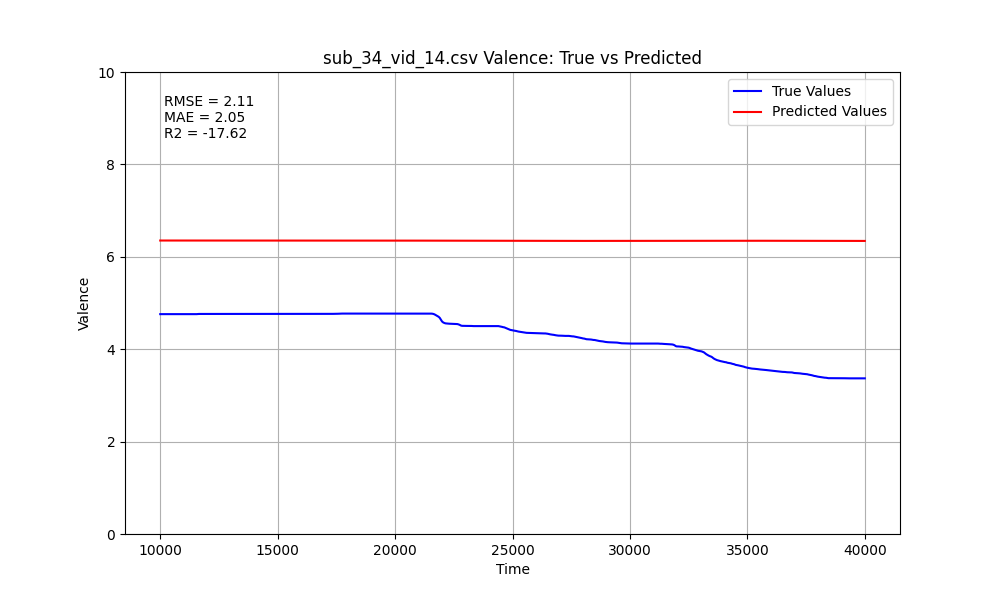 sub_34_vid_14.csv Valence: True vs Predicted
RMSE = 2.11
MAE = 2.05
R2 = -17.62
True Values
Predicted Values
10
8
6
4
2
0
Valence
10000 15000 20000 25000 30000 35000 40000
Time